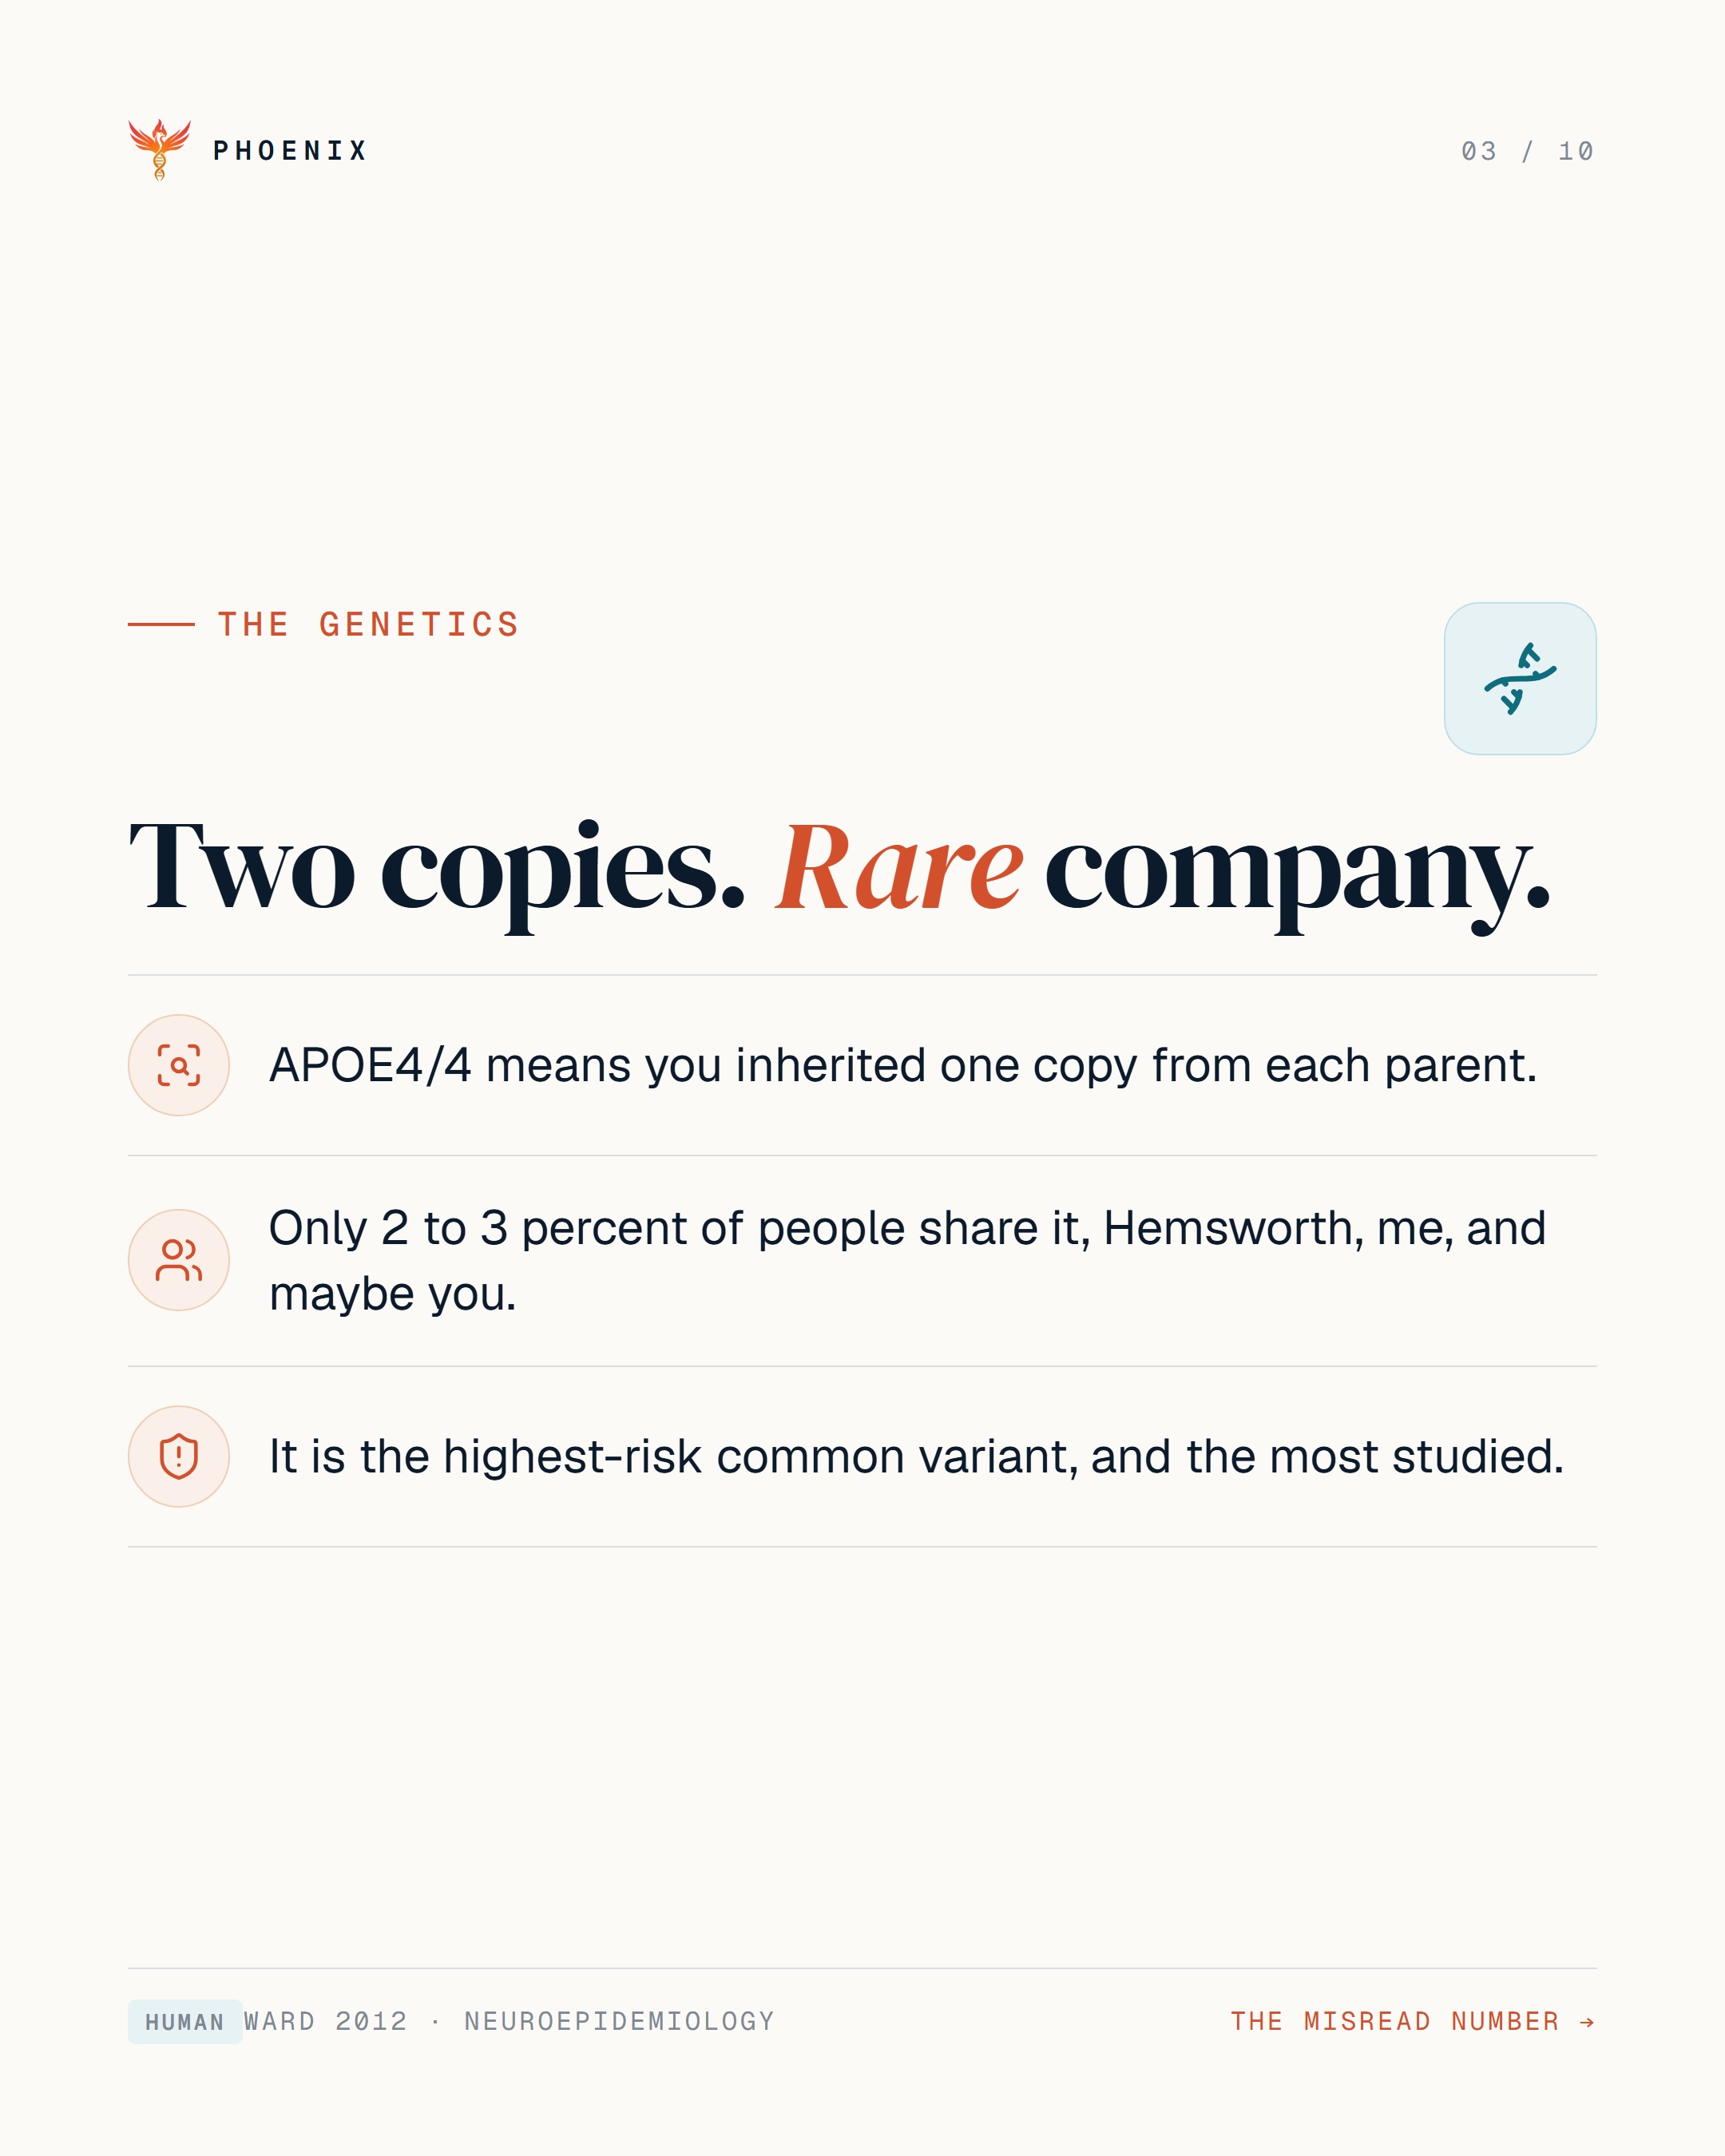 PHOENIX
03 / 10
THE GENETICS
Two copies. Rare company.
APOE4/4 means you inherited one copy from each parent.
Only 2 to 3 percent of people share it, Hemsworth, me, and
maybe you.
It is the highest-risk common variant, and the most studied.
HUMAN WARD 2012 · NEUROEPIDEMIOLOGY
THE MISREAD NUMBER →